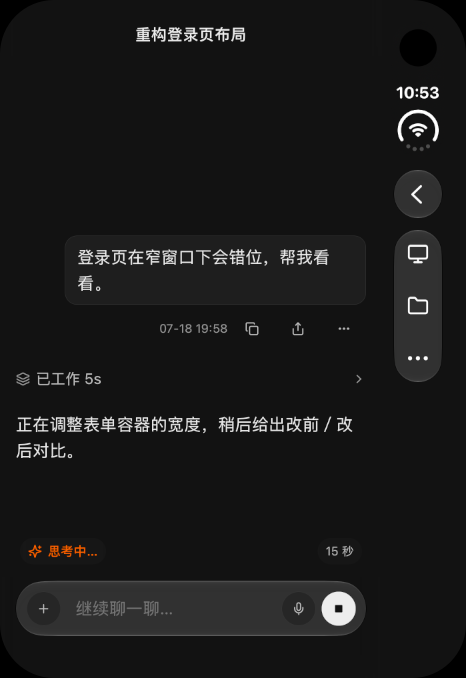 重构登录页布局
10:53
登录页在窄窗口下会错位，帮我看
看。
07-18 19:58
已工作 5s
正在调整表单容器的宽度，稍后给出改前 / 改
后对比。
思考中...
15 秒
继续聊一聊...